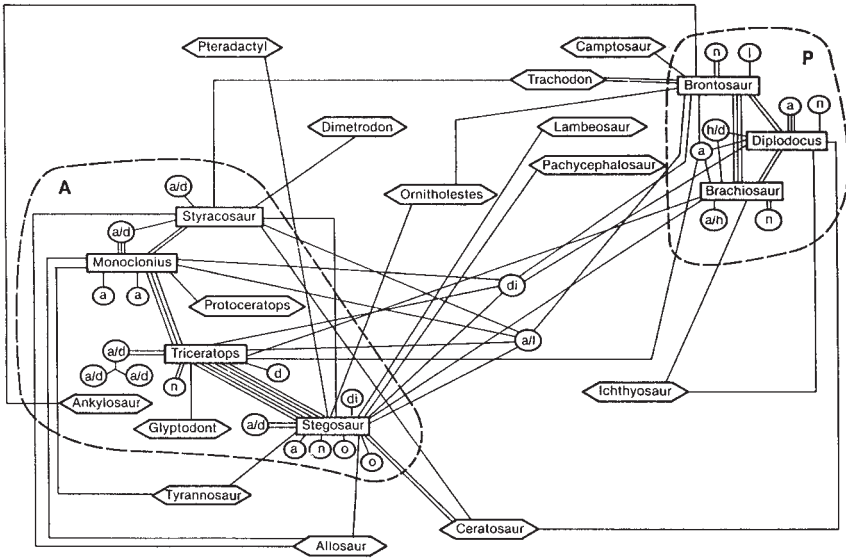 Pteradactyl
Camptosaur
n
l
P
Trachodon
Brontosaur
a
n
Dimetrodon
Lambeosaur
h/d
Diplodocus
a
A
a/d
Pachycephalosaur
Ornitholestes
Brachiosaur
Styracosaur
a/h
n
a/d
Monoclonius
di
a
a
Protoceratops
a/l
a/d
Triceratops
d
a/d
a/d
n
Ichthyosaur
di
Ankylosaur
Glyptodont
a/d
Stegosaur
a
n
o
o
Tyrannosaur
Ceratosaur
Allosaur